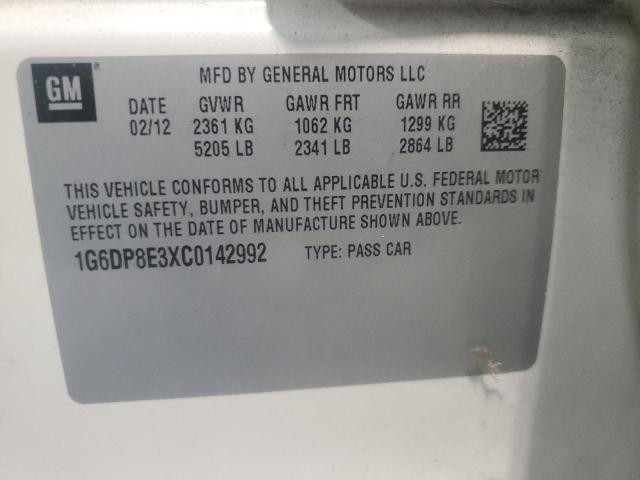 GM
MFD BY GENERAL MOTORS LLC
DATE GVWR GAWR FRT GAWR RR
02/12 2361 KG 1062 KG 1299 KG
5205 LB 2341 LB 2864 LB
THIS VEHICLE CONFORMS TO ALL APPLICABLE U.S. FEDERAL MOTOR
VEHICLE SAFETY, BUMPER, AND THEFT PREVENTION STANDARDS IN
EFFECT ON THE DATE OF MANUFACTURE SHOWN ABOVE.
1G6DP8E3XC0142992 TYPE: PASS CAR